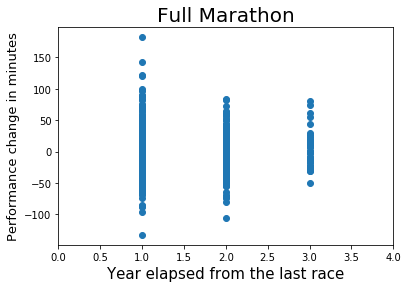 Full Marathon
Performance change in minutes
150
100
50
0
−50
−100
0.0 0.5 1.0 1.5 2.0 2.5 3.0 3.5 4.0
Year elapsed from the last race